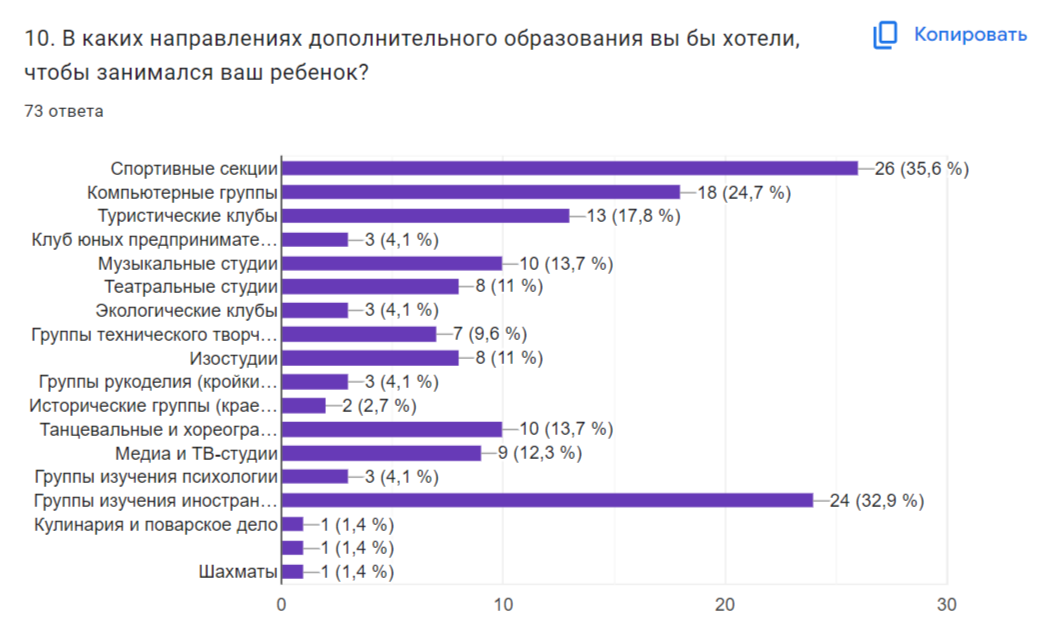 10. В каких направлениях дополнительного образования вы бы хотели,
чтобы занимался ваш ребенок?
Копировать
73 ответа
Спортивные секции 26 (35,6 %)
Компьютерные группы 18 (24,7 %)
Туристические клубы 13 (17,8 %)
Клуб юных предпринимате… 3 (4,1 %)
Музыкальные студии 10 (13,7 %)
Театральные студии 8 (11 %)
Экологические клубы 3 (4,1 %)
Группы технического творч… 7 (9,6 %)
Изостудии 8 (11 %)
Группы рукоделия (кройки… 3 (4,1 %)
Исторические группы (крае… 2 (2,7 %)
Танцевальные и хореогра… 10 (13,7 %)
Медиа и ТВ-студии 9 (12,3 %)
Группы изучения психологии 3 (4,1 %)
Группы изучения иностран… 24 (32,9 %)
Кулинария и поварское дело 1 (1,4 %)
1 (1,4 %)
Шахматы 1 (1,4 %)
0 10 20 30